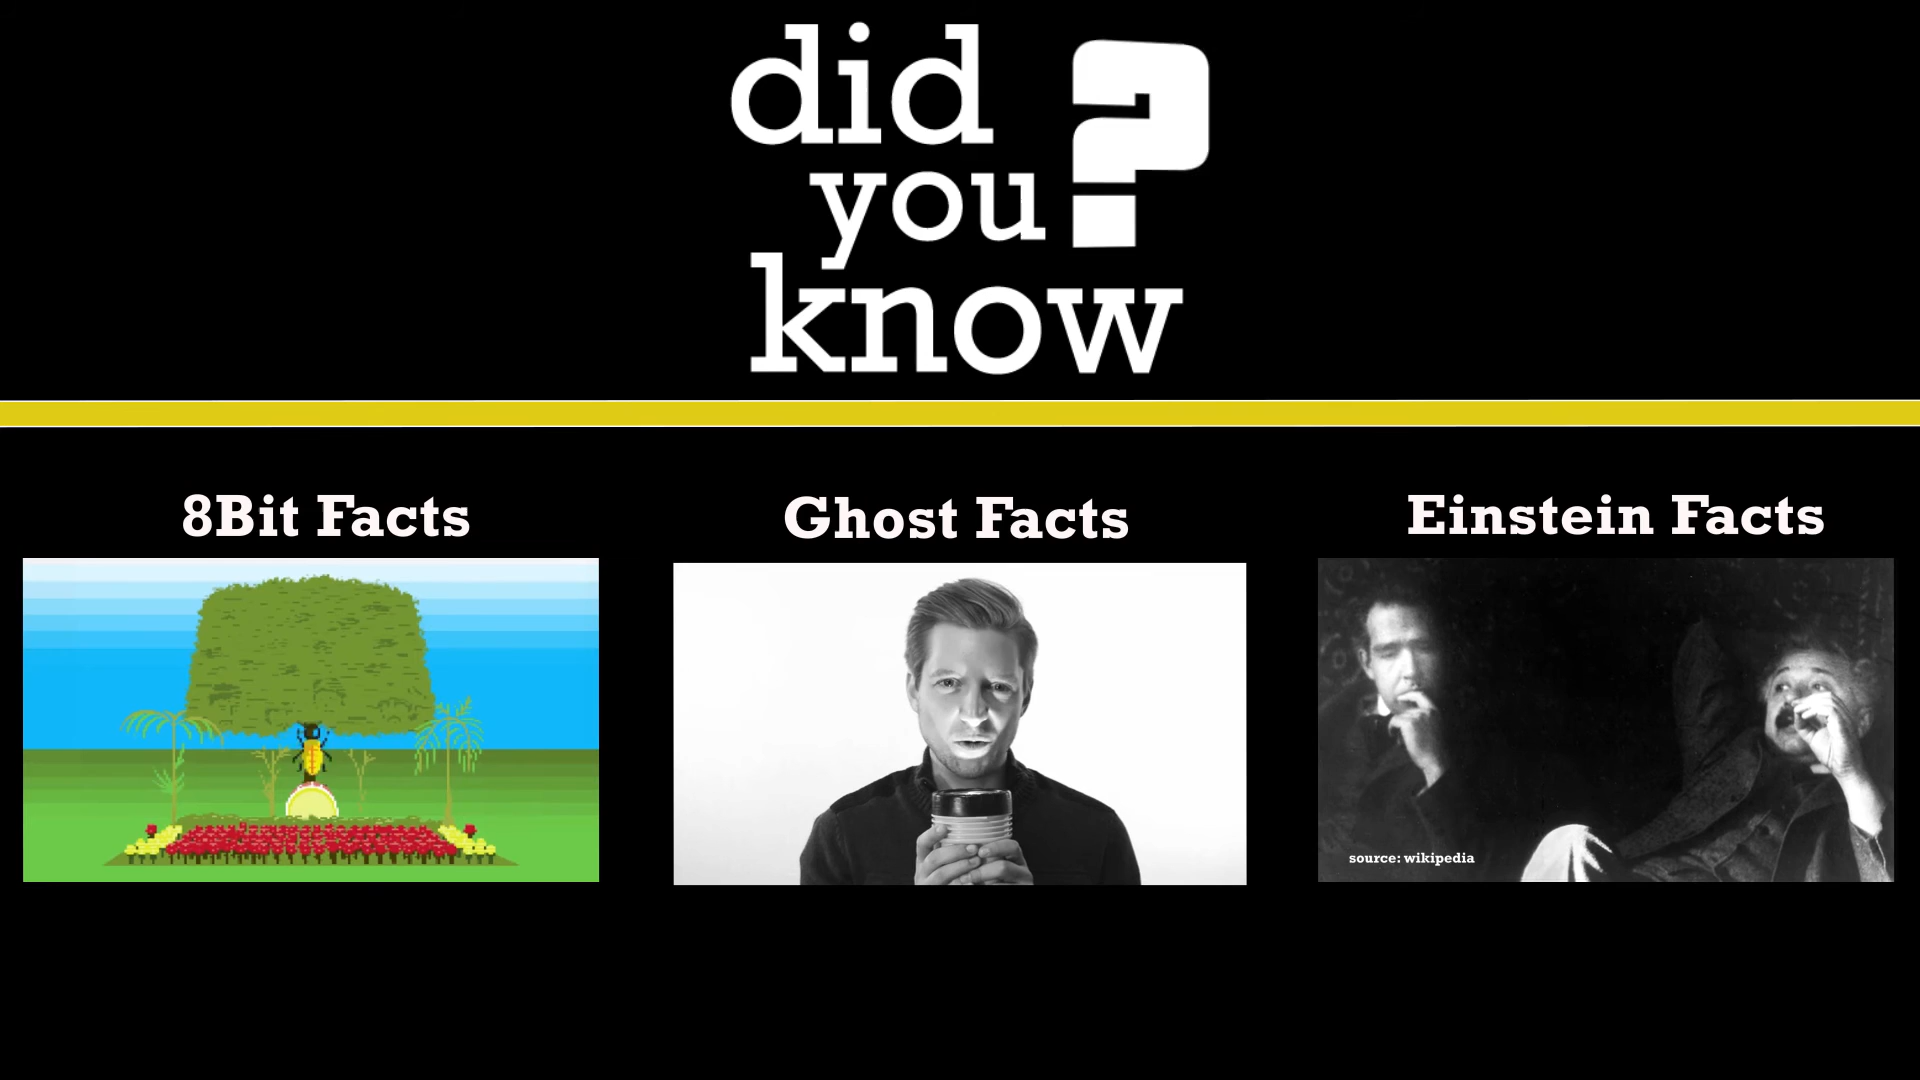 did
you ?
know
8Bit Facts
Ghost Facts
Einstein Facts
source: wikipedia